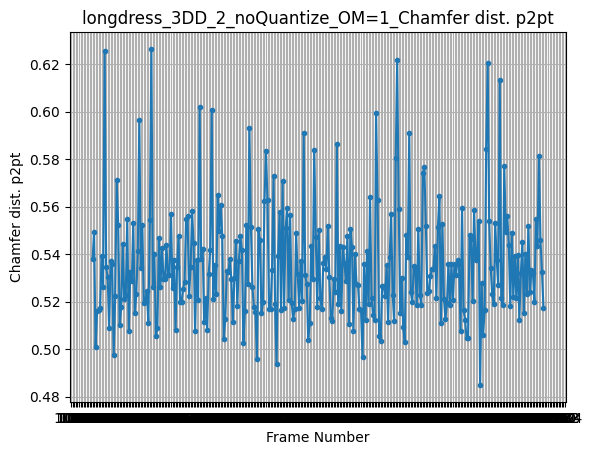 longdress_3DD_2_noQuantize_OM=1_Chamfer dist. p2pt
Chamfer dist. p2pt
0.62
0.60
0.58
0.56
0.54
0.52
0.50
0.48
Frame Number